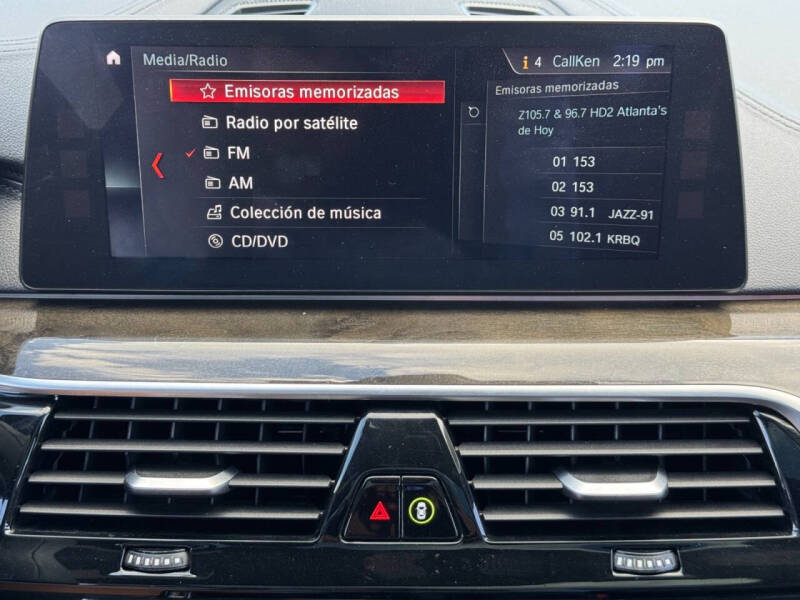 Media/Radio
i 4 CallKen 2:19 pm
Emisoras memorizadas
Radio por satélite
FM
AM
Colección de música
CD/DVD
Emisoras memorizadas
Z105.7 & 96.7 HD2 Atlanta's
de Hoy
01 153
02 153
03 91.1 JAZZ-91
05 102.1 KRBQ